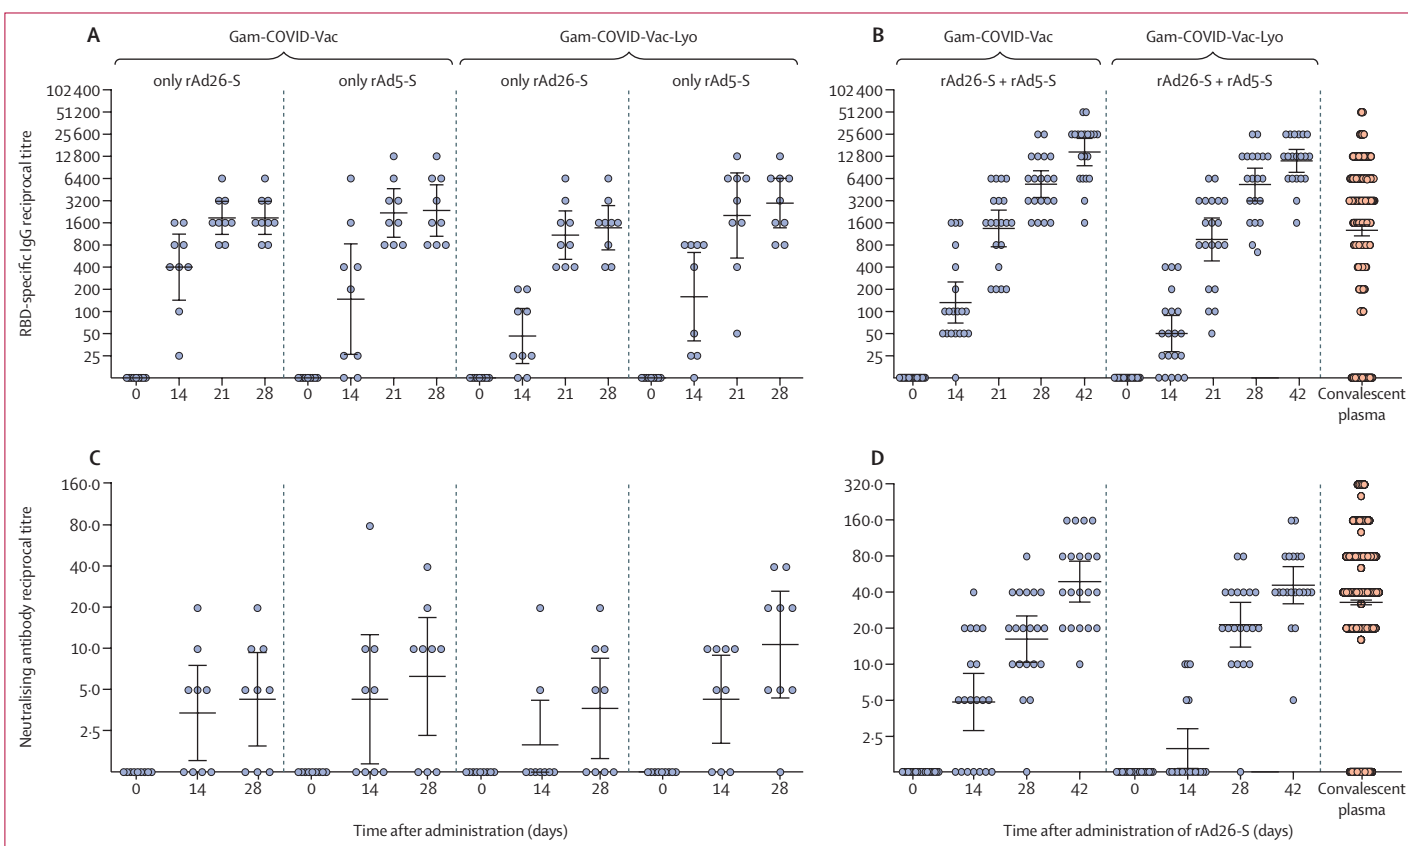 A
Gam-COVID-Vac
Gam-COVID-Vac-Lyo
only rAd26-S
only rAd5-S
only rAd26-S
only rAd5-S
RBD-specific IgG reciprocal titre
102 400
51 200
25 600
12 800
6400
3200
1600
800
400
200
100
50
25
0 14 21 28 0 14 21 28 0 14 21 28 0 14 21 28
B
Gam-COVID-Vac
Gam-COVID-Vac-Lyo
rAd26-S + rAd5-S
rAd26-S + rAd5-S
102 400
51 200
25 600
12 800
6400
3200
1600
800
400
200
100
50
25
0 14 21 28 42 0 14 21 28 42 Convalescent
plasma
C
Neutralising antibody reciprocal titre
160·0
80·0
40·0
20·0
10·0
5·0
2·5
0 14 28 0 14 28 0 14 28 0 14 28
Time after administration (days)
D
320·0
160·0
80·0
40·0
20·0
10·0
5·0
2·5
0 14 28 42 0 14 28 42 Convalescent
plasma
Time after administration of rAd26-S (days)